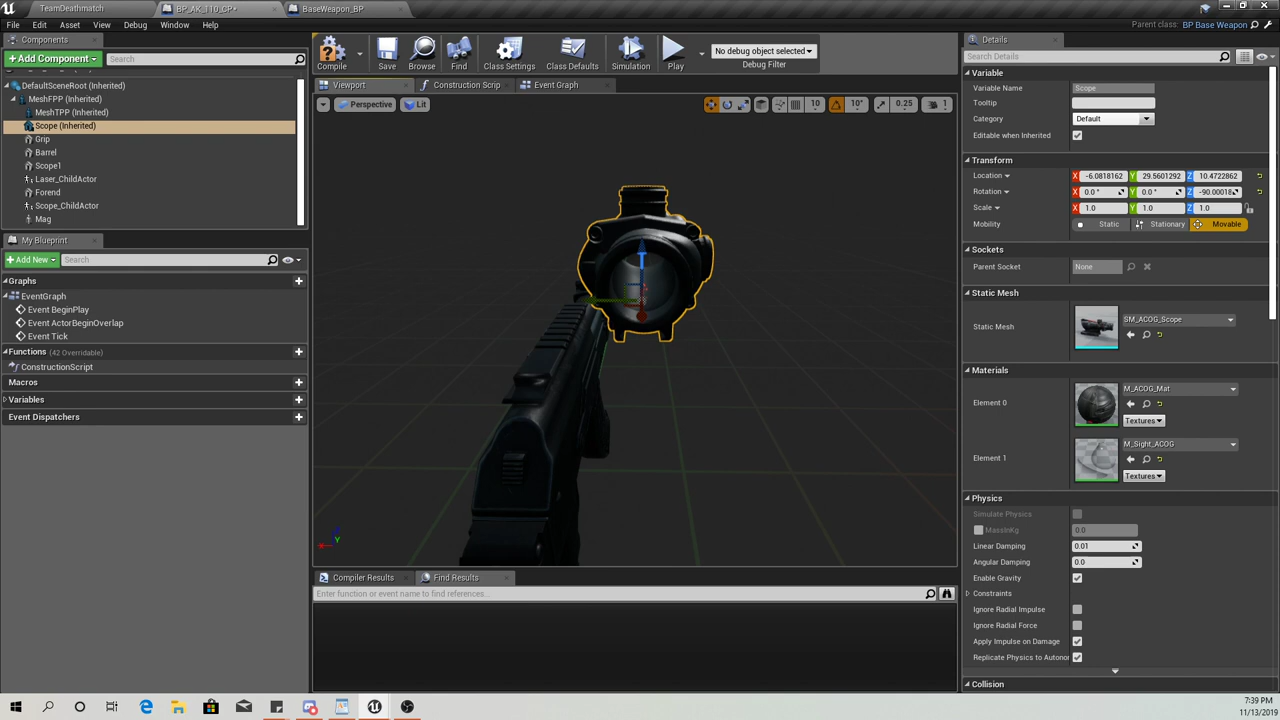 TeamDeathmatch
BP_AK_110_CP*
BaseWeapon_BP
File
Edit
Asset
View
Debug
Window
Help
Parent class:
BP Base Weapon
Components
+Add Component
Search
DefaultSceneRoot (Inherited)
MeshFPP (Inherited)
MeshTPP (Inherited)
Scope (Inherited)
Grip
Barrel
Scope1
Laser_ChildActor
Forend
Scope_ChildActor
Mag
My Blueprint
+Add New
Search
Graphs
EventGraph
Event BeginPlay
Event ActorBeginOverlap
Event Tick
Functions (42 Overridable)
ConstructionScript
Macros
Variables
Event Dispatchers
Compile
Save
Browse
Find
Class Settings
Class Defaults
Simulation
Play
No debug object selected
Debug Filter
Viewport
Construction Scrip
Event Graph
Perspective
Lit
10
10°
0.25
1
Y
Compiler Results
Find Results
Enter function or event name to find references...
Details
Search Details
Variable
Variable Name
Scope
Tooltip
Category
Default
Editable when Inherited
Transform
Location
X -6.0818162
Y 29.5601292
Z 10.4722862
Rotation
X 0.0 °
Y 0.0 °
Z -90.00018
Scale
X 1.0
Y 1.0
Z 1.0
Mobility
Static
Stationary
Movable
Sockets
Parent Socket
None
Static Mesh
Static Mesh
SM_ACOG_Scope
Materials
Element 0
M_ACOG_Mat
Textures
Element 1
M_Sight_ACOG
Textures
Physics
Simulate Physics
MassInKg
0.0
Linear Damping
0.01
Angular Damping
0.0
Enable Gravity
Constraints
Ignore Radial Impulse
Ignore Radial Force
Apply Impulse on Damage
Replicate Physics to Autonor
Collision
7:39 PM
11/13/2019